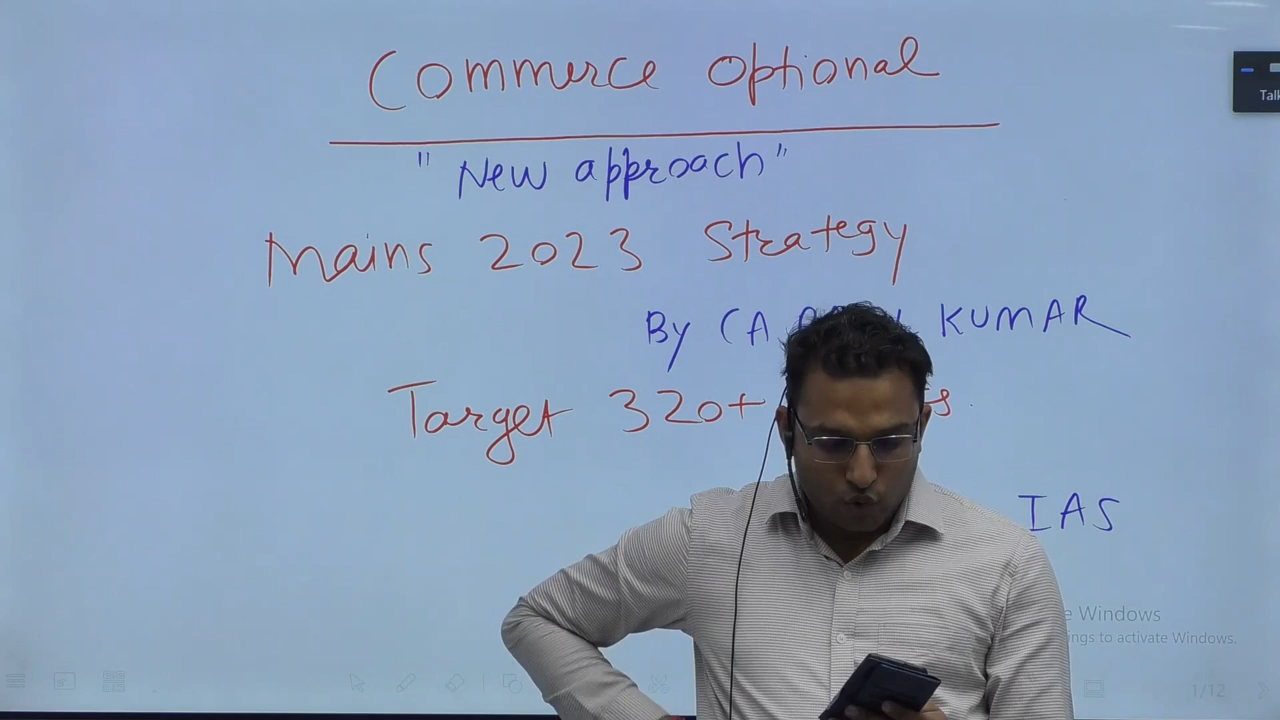 Commerce Optional
"New approach"
Mains 2023 Strategy
By CA KUMAR
Target 320+
IAS
Windows
to activate Windows.
1/12